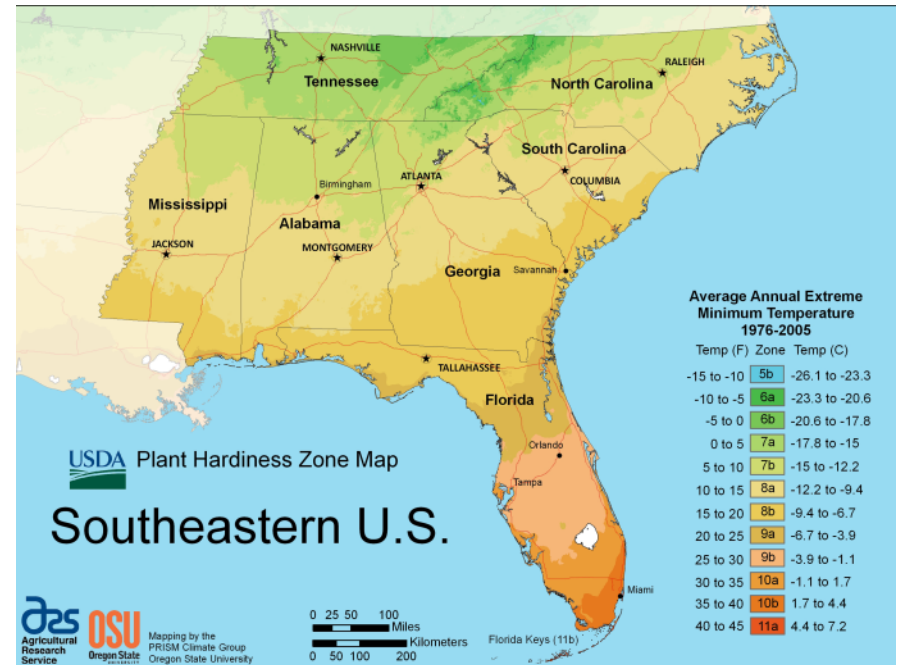 NASHVILLE
Tennessee
RALEIGH
North Carolina
South Carolina
COLUMBIA
ATLANTA
Birmingham
Mississippi
Alabama
JACKSON
MONTGOMERY
Georgia
Savannah
TALLAHASSEE
Florida
Orlando
Tampa
Miami
Florida Keys (11b)
Average Annual Extreme
Minimum Temperature
1976-2005
Temp (F) Zone Temp (C)
-15 to -10 5b -26.1 to -23.3
-10 to -5 6a -23.3 to -20.6
-5 to 0 6b -20.6 to -17.8
0 to 5 7a -17.8 to -15
5 to 10 7b -15 to -12.2
10 to 15 8a -12.2 to -9.4
15 to 20 8b -9.4 to -6.7
20 to 25 9a -6.7 to -3.9
25 to 30 9b -3.9 to -1.1
30 to 35 10a -1.1 to 1.7
35 to 40 10b 1.7 to 4.4
40 to 45 11a 4.4 to 7.2
USDA Plant Hardiness Zone Map
Southeastern U.S.
ars
Agricultural
Research
Service
OSU
Oregon State
UNIVERSITY
Mapping by the
PRISM Climate Group
Oregon State University
0 25 50 100
Miles
Kilometers
0 50 100 200